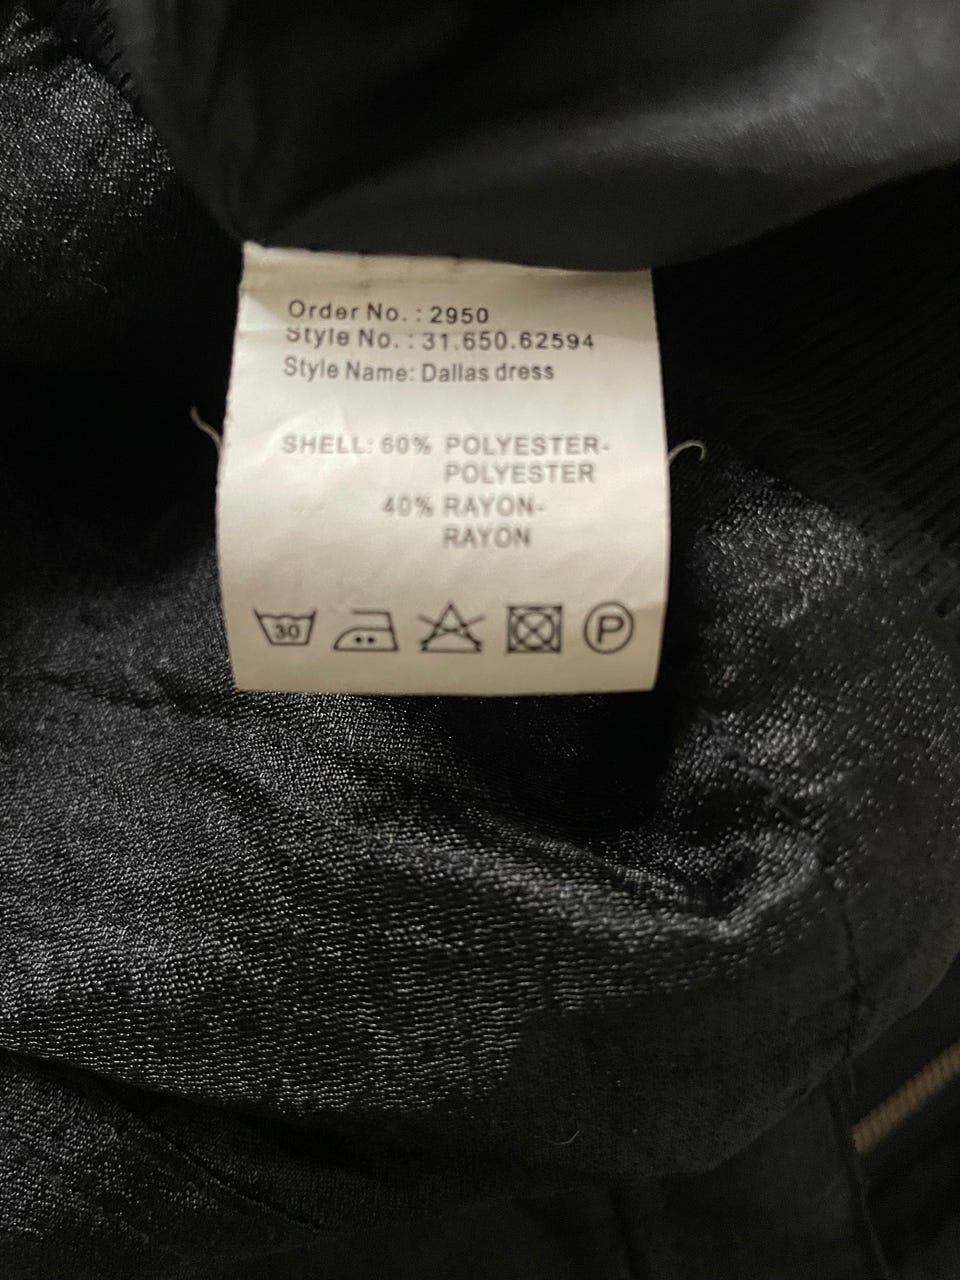 Order No. : 2950
Style No. : 31.650.62594
Style Name: Dallas dress
SHELL: 60% POLYESTER-
POLYESTER
40% RAYON-
RAYON
30 P